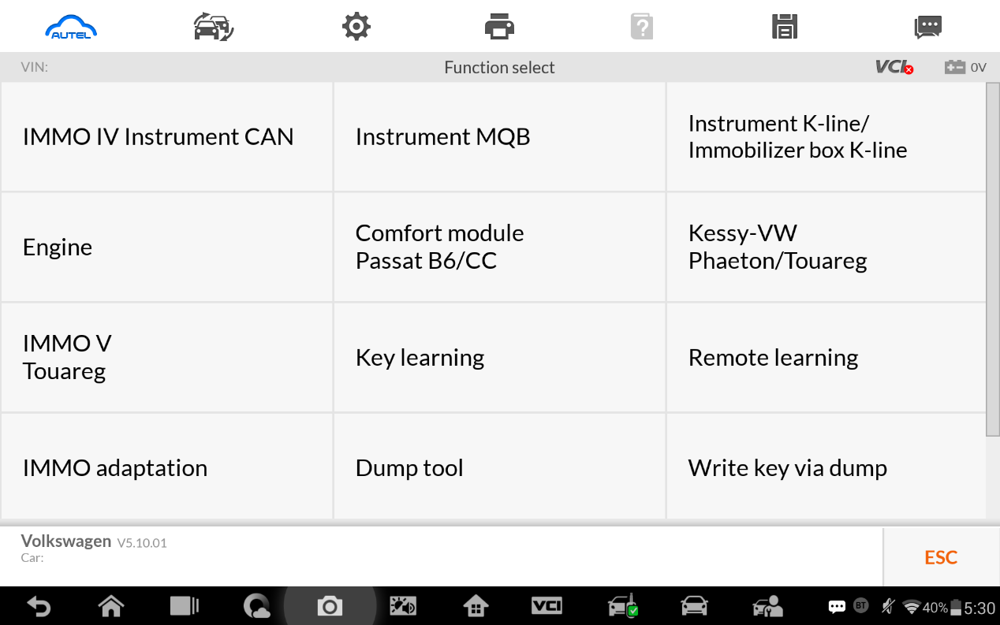 AUTEL
VIN:
Function select
VCI
0V
IMMO IV Instrument CAN
Instrument MQB
Instrument K-line/
Immobilizer box K-line
Engine
Comfort module
Passat B6/CC
Kessy-VW
Phaeton/Touareg
IMMO V
Touareg
Key learning
Remote learning
IMMO adaptation
Dump tool
Write key via dump
Volkswagen V5.10.01
Car:
ESC
VCI
BT
40%
5:30